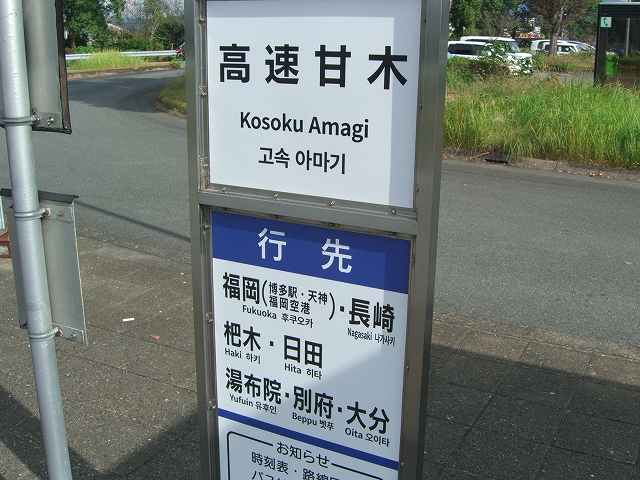 高速甘木
Kosoku Amagi
고속 아마기
行先
福岡(博多駅・天神 福岡空港)・長崎
Fukuoka 후쿠오카 Nagasaki 나가사키
杷木・日田
Haki 하키 Hita 히타
湯布院・別府・大分
Yufuin 유후인 Beppu 벳푸 Oita 오이타
お知らせ
時刻表・路線